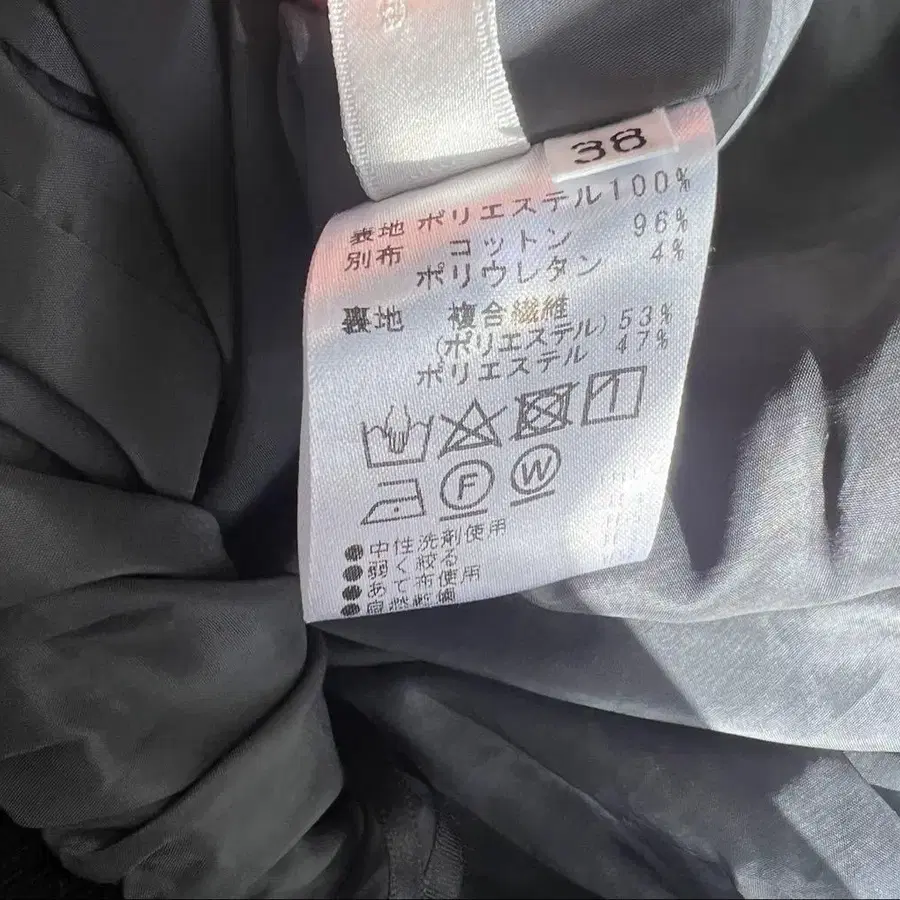 38
表地 ポリエステル 100%
別布 コットン 96%
ポリウレタン 4%
裏地 複合繊維
(ポリエステル) 53%
ポリエステル 47%
F W
●中性洗剤使用
●弱く絞る
●あて布使用